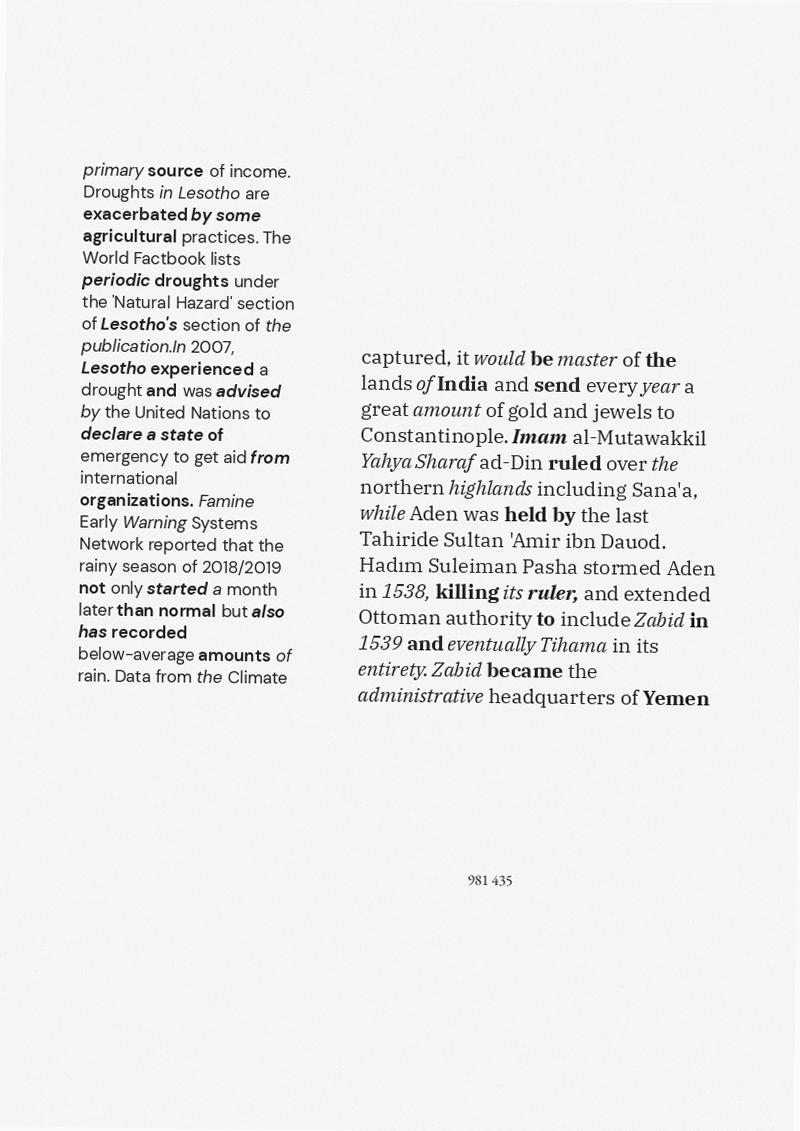 primary source of income.
Droughts in Lesotho are
exacerbated by some
agricultural practices. The
World Factbook lists
periodic droughts under
the 'Natural Hazard' section
of Lesotho's section of the
publication.In 2007,
Lesotho experienced a
drought and was advised
by the United Nations to
declare a state of
emergency to get aid from
international
organizations. Famine
Early Warning Systems
Network reported that the
rainy season of 2018/2019
not only started a month
later than normal but also
has recorded
below-average amounts of
rain. Data from the Climate
captured, it would be master of the
lands of India and send every year a
great amount of gold and jewels to
Constantinople. Imam al-Mutawakkil
Yahya Sharaf ad-Din ruled over the
northern highlands including Sana'a,
while Aden was held by the last
Tahiride Sultan 'Amir ibn Dauod.
Hadım Suleiman Pasha stormed Aden
in 1538, killing its ruler, and extended
Ottoman authority to include Zabid in
1539 and eventually Tihama in its
entirety. Zabid became the
administrative headquarters of Yemen
981 435